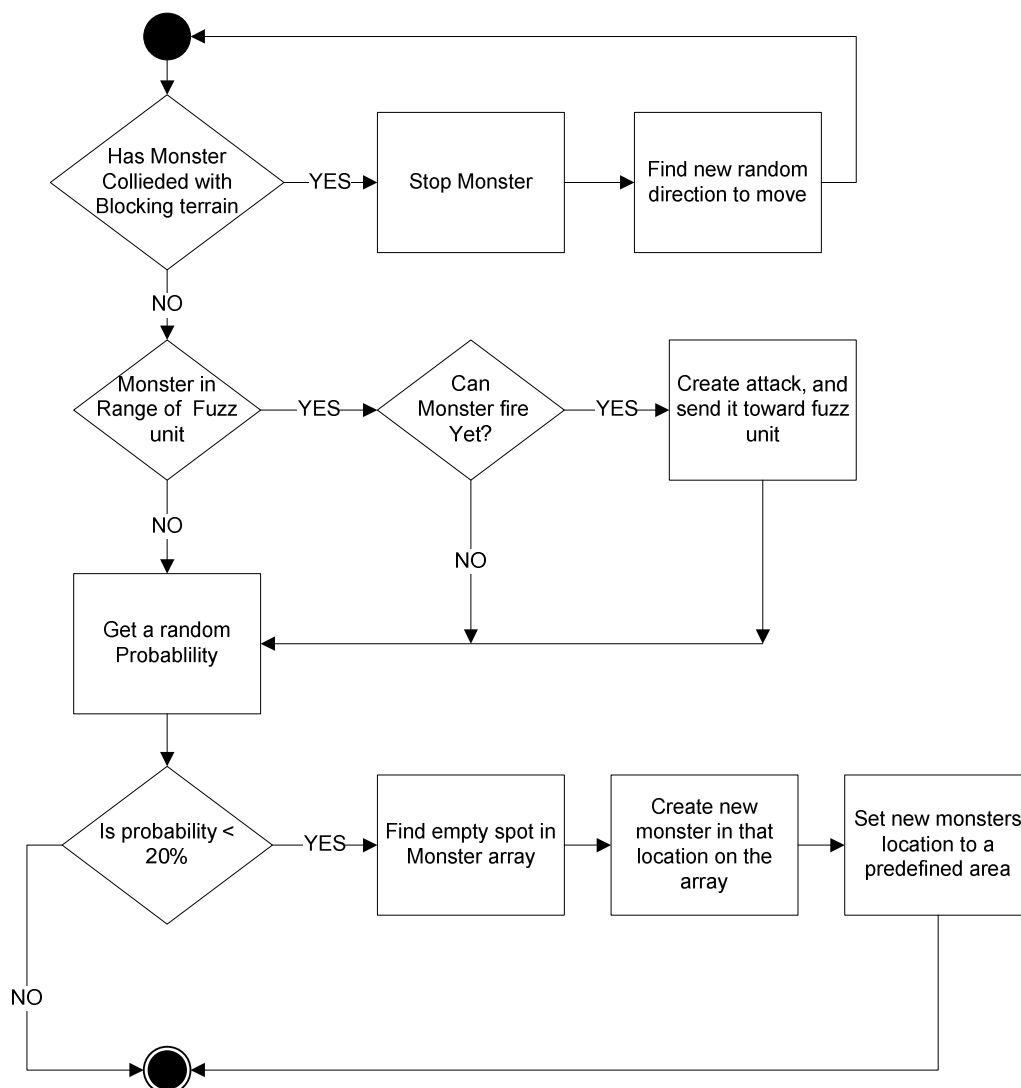 Has Monster
Collieded with
Blocking terrain
YES
Stop Monster
Find new random
direction to move
NO
Monster in
Range of Fuzz
unit
YES
Can
Monster fire
Yet?
YES
Create attack, and
send it toward fuzz
unit
NO
NO
Get a random
Probablility
Is probability <
20%
YES
Find empty spot in
Monster array
Create new
monster in that
location on the
array
Set new monsters
location to a
predefined area
NO